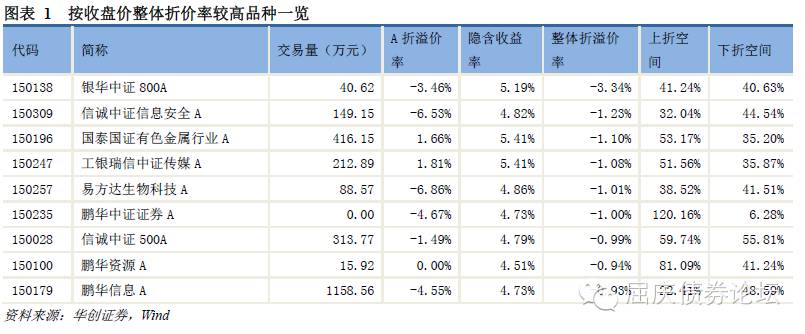 图表 1 按收盘价整体折价率较高品种一览
代码 简称 交易量（万元） A 折溢价率 隐含收益率 整体折溢价率 上折空间 下折空间
150138 银华中证 800A 40.62 -3.46% 5.19% -3.34% 41.24% 40.63%
150309 信诚中证信息安全 A 149.15 -6.53% 4.82% -1.23% 32.04% 44.54%
150196 国泰国证有色金属行业 A 416.15 1.66% 5.41% -1.10% 53.17% 35.20%
150247 工银瑞信中证传媒 A 212.89 1.81% 5.41% -1.08% 51.56% 35.87%
150257 易方达生物科技 A 88.57 -6.86% 4.86% -1.01% 38.52% 41.51%
150235 鹏华中证证券 A 0.00 -4.67% 4.73% -1.00% 120.16% 6.28%
150028 信诚中证 500A 313.77 -1.49% 4.79% -0.99% 59.74% 55.81%
150100 鹏华资源 A 15.92 0.00% 4.51% -0.94% 81.09% 41.24%
150179 鹏华信息 A 1158.56 -4.55% 4.73%
屈庆债券论坛
资料来源：华创证券，Wind